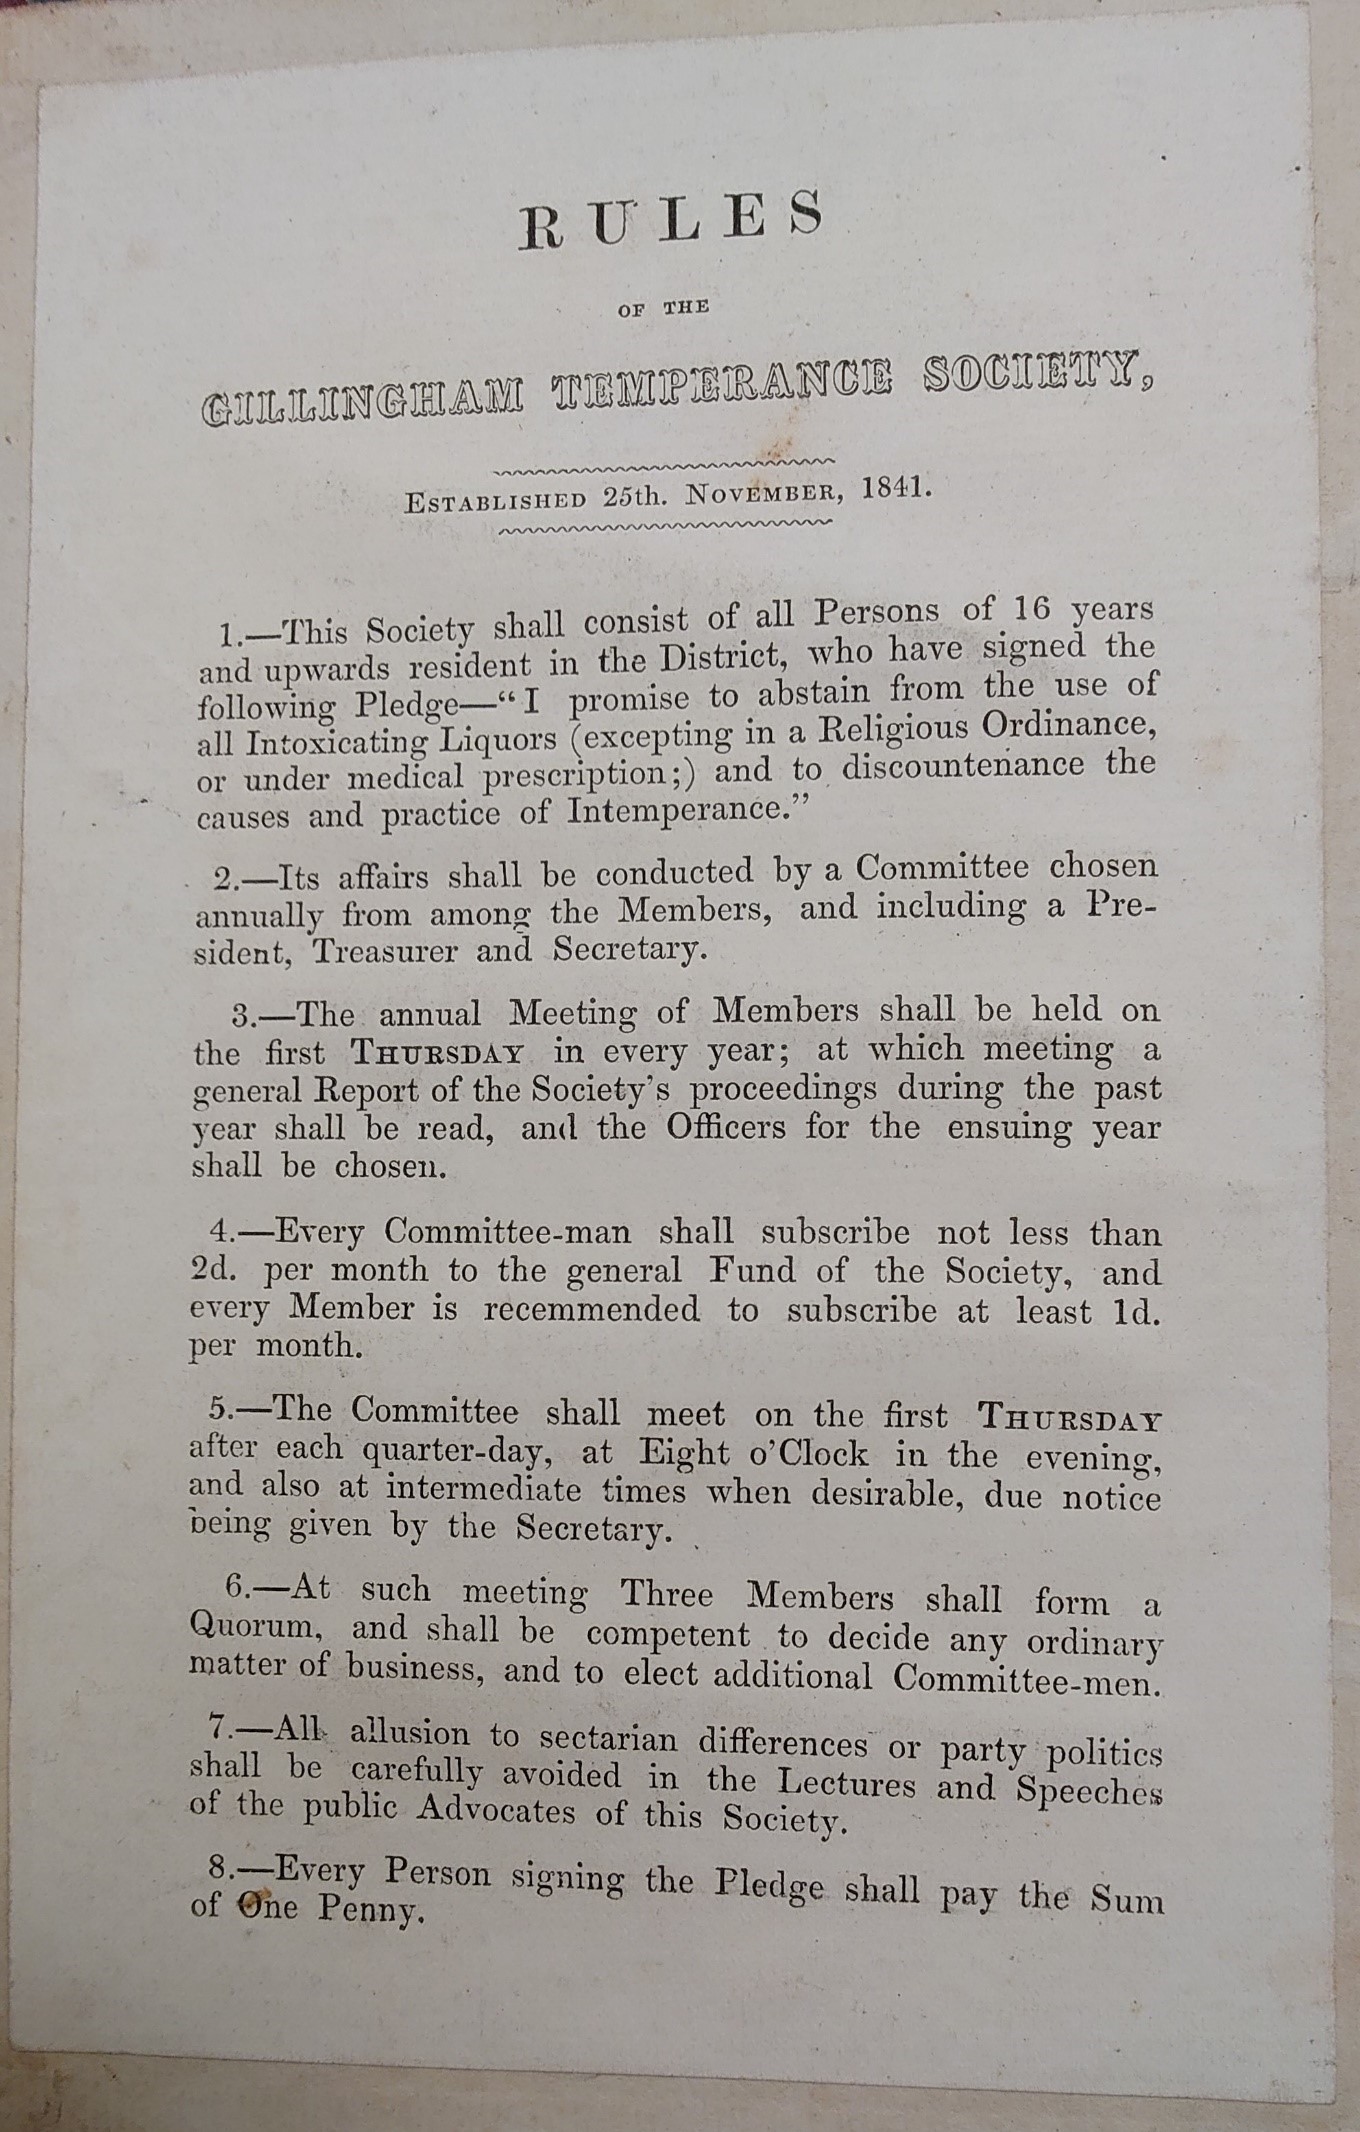 RULES
OF THE
GILLINGHAM TEMPERANCE SOCIETY,
ESTABLISHED 25th. NOVEMBER, 1841.
1.—This Society shall consist of all Persons of 16 years
and upwards resident in the District, who have signed the
following Pledge—“I promise to abstain from the use of
all Intoxicating Liquors (excepting in a Religious Ordinance,
or under medical prescription;) and to discountenance the
causes and practice of Intemperance.”
2.—Its affairs shall be conducted by a Committee chosen
annually from among the Members, and including a Pre-
sident, Treasurer and Secretary.
3.—The annual Meeting of Members shall be held on
the first THURSDAY in every year; at which meeting a
general Report of the Society’s proceedings during the past
year shall be read, and the Officers for the ensuing year
shall be chosen.
4.—Every Committee-man shall subscribe not less than
2d. per month to the general Fund of the Society, and
every Member is recemmended to subscribe at least 1d.
per month.
5.—The Committee shall meet on the first THURSDAY
after each quarter-day, at Eight o’Clock in the evening,
and also at intermediate times when desirable, due notice
being given by the Secretary.
6.—At such meeting Three Members shall form a
Quorum, and shall be competent to decide any ordinary
matter of business, and to elect additional Committee-men.
7.—All allusion to sectarian differences or party politics
shall be carefully avoided in the Lectures and Speeches
of the public Advocates of this Society.
8.—Every Person signing the Pledge shall pay the Sum
of One Penny.